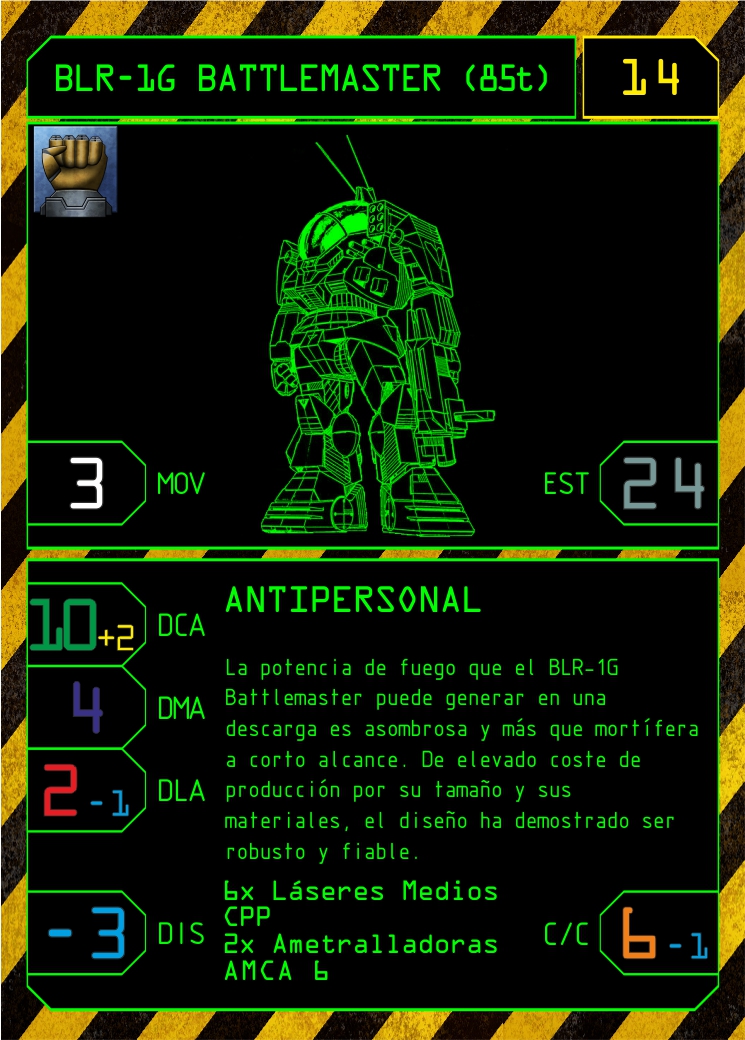 BLR-1G BATTLEMASTER (85t)
14
3 MOV
EST 24
10+2 DCA
ANTIPERSONAL
4 DMA
2 -1 DLA
La potencia de fuego que el BLR-1G
Battlemaster puede generar en una
descarga es asombrosa y más que mortífera
a corto alcance. De elevado coste de
producción por su tamaño y sus
materiales, el diseño ha demostrado ser
robusto y fiable.
6x Láseres Medios
CPP
2x Ametralladoras
AMCA 6
-3 DIS
C/C 6 -1